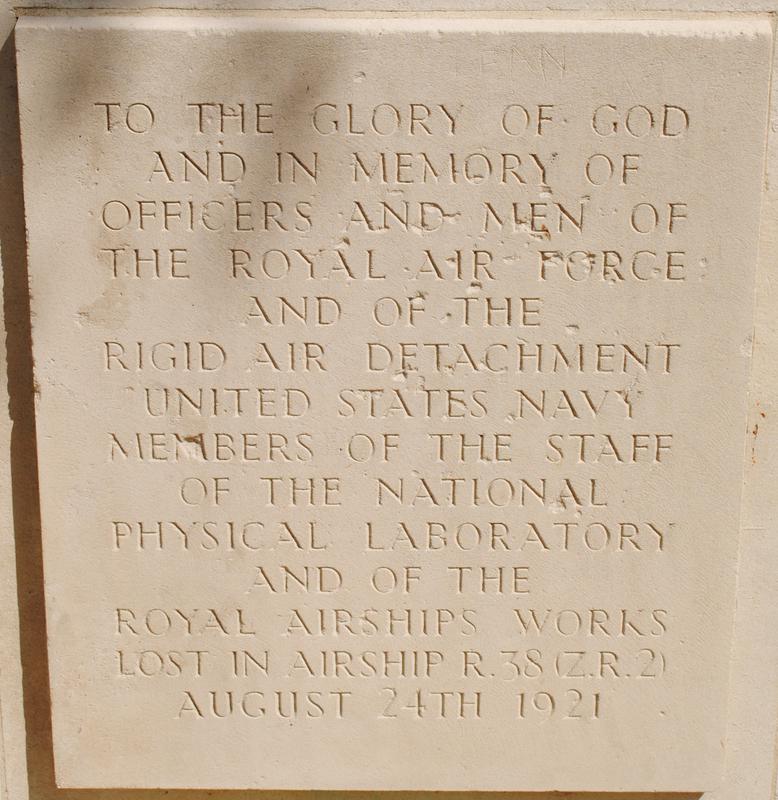 TO THE GLORY OF GOD
AND IN MEMORY OF
OFFICERS AND MEN OF
THE ROYAL AIR FORCE
AND OF THE
RIGID AIR DETACHMENT
UNITED STATES NAVY
MEMBERS OF THE STAFF
OF THE NATIONAL
PHYSICAL LABORATORY
AND OF THE
ROYAL AIRSHIPS WORKS
LOST IN AIRSHIP R.38 (Z.R.2)
AUGUST 24TH 1921